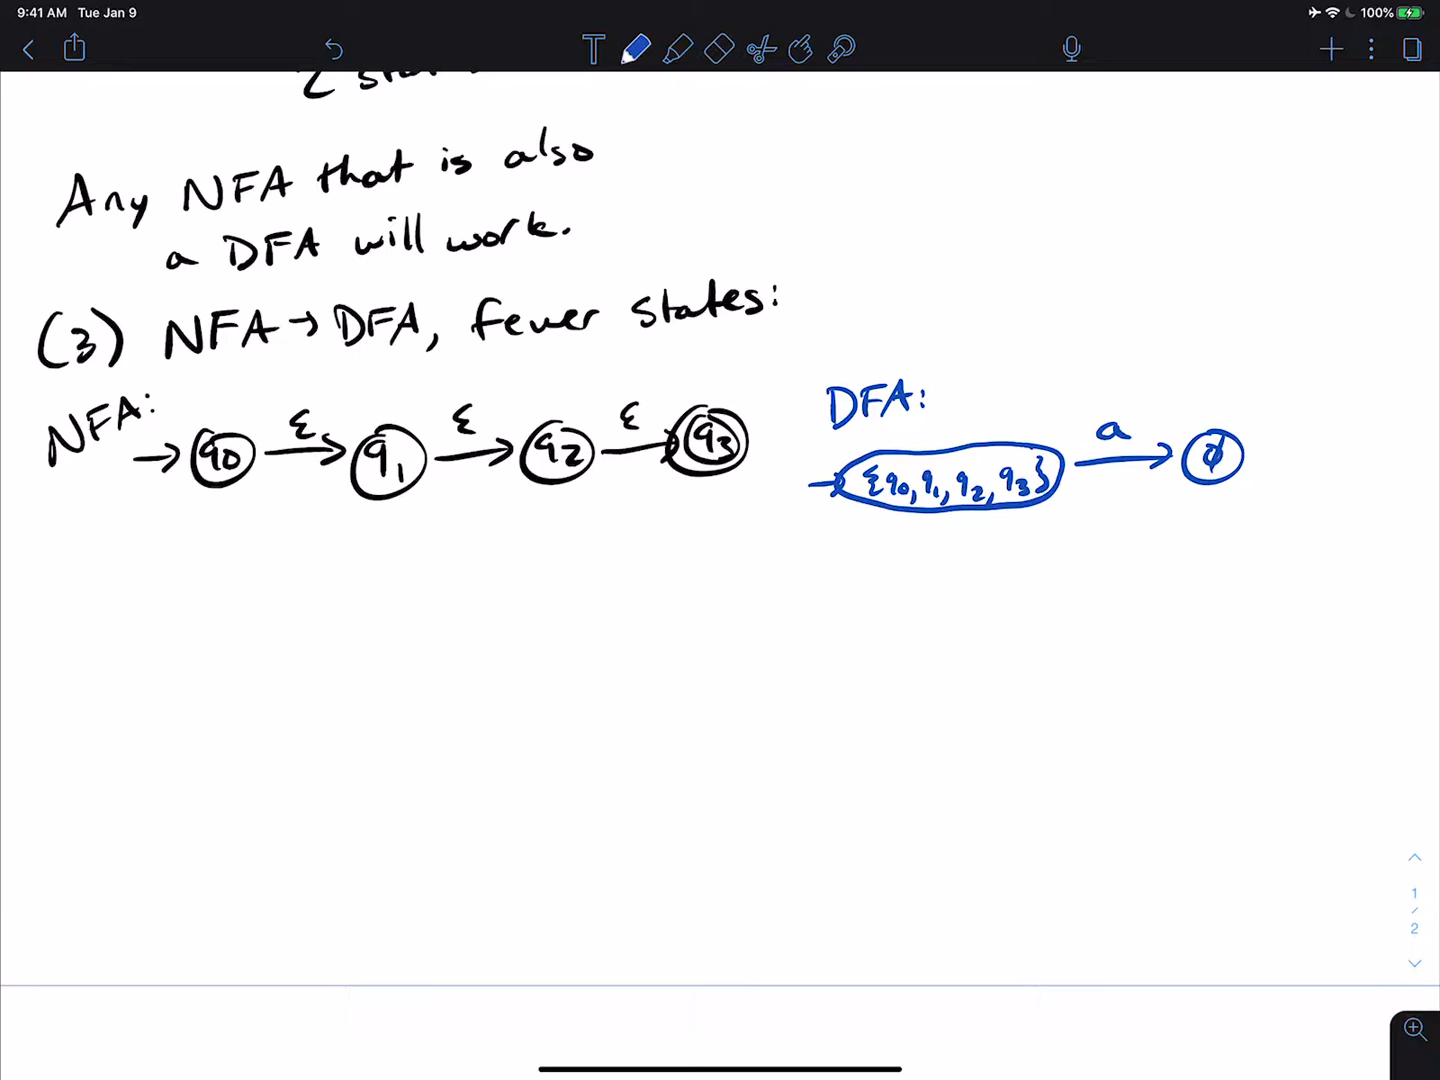 9:41 AM Tue Jan 9
100%
T
Any NFA that is also
a DFA will work.
(3) NFA → DFA, fewer states:
NFA:
→ q0 ε→ q1 ε→ q2 ε→ q3
DFA:
→ {q0, q1, q2, q3} a→ ∅
1
/
2